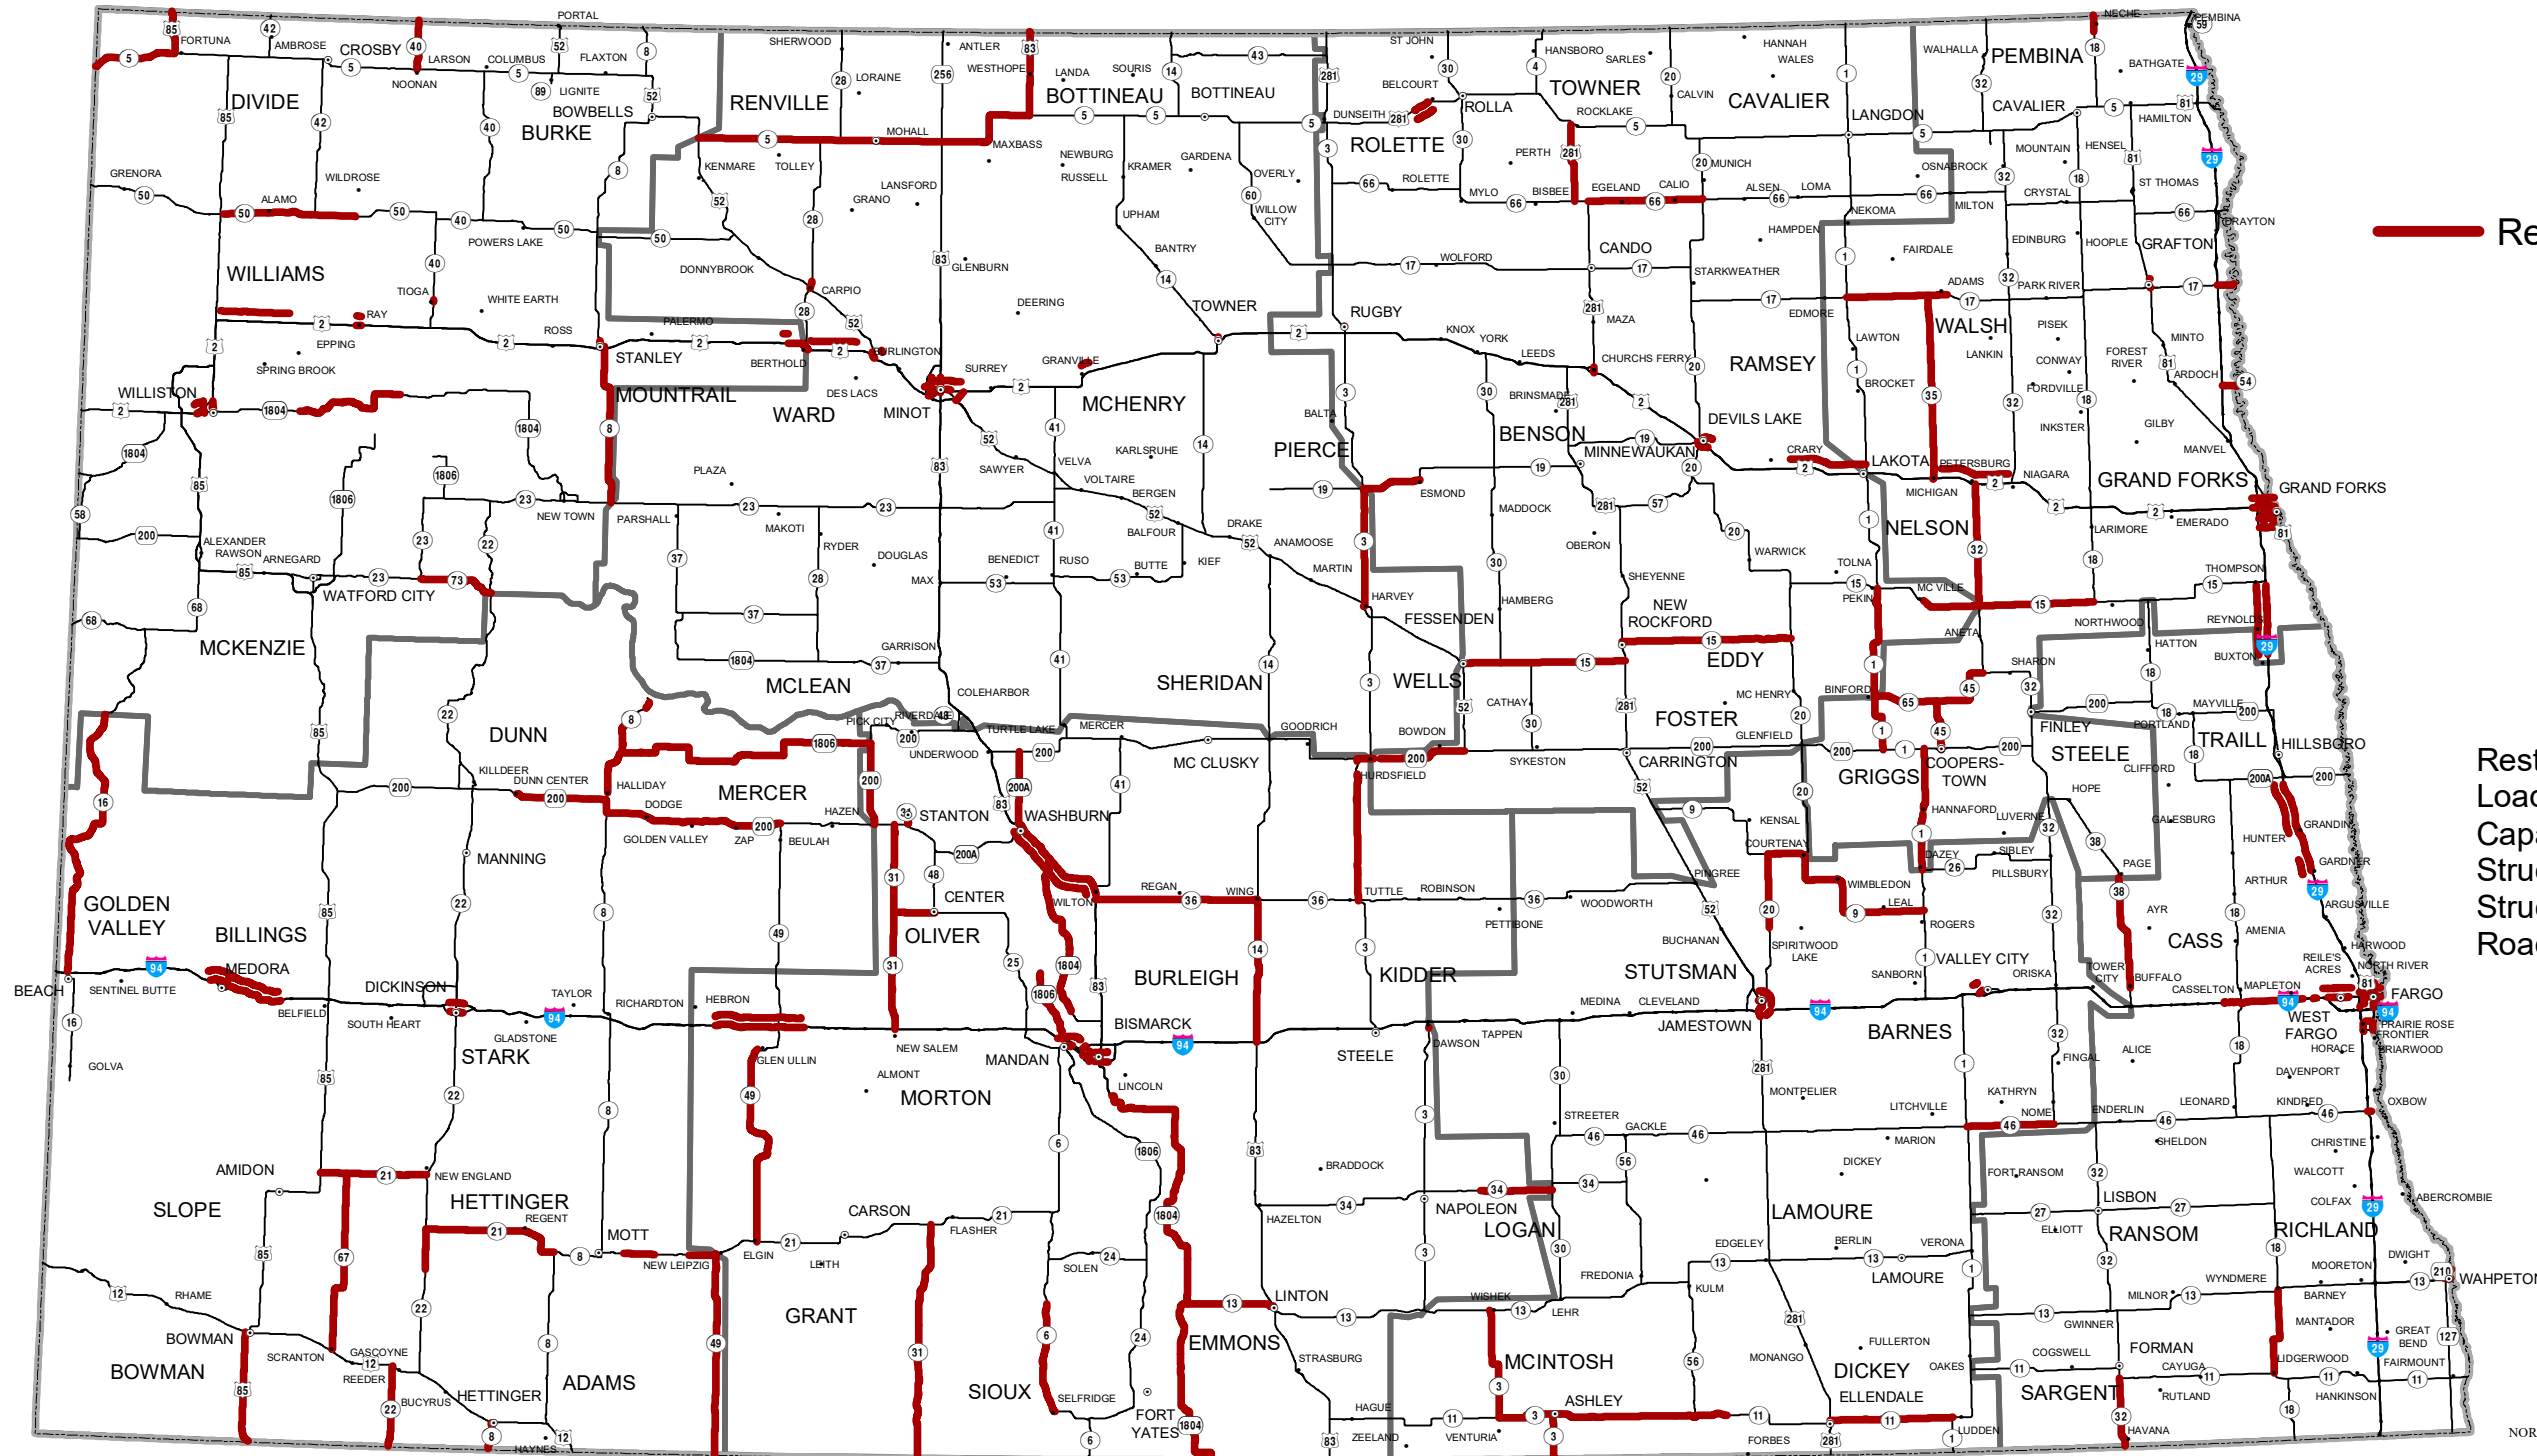 PORTAL
NECHE
PEMBINA
FORTUNA
AMBROSE
CROSBY
NOONAN
LARSON
COLUMBUS
LIGNITE
FLAXTON
BOWBELLS
SHERWOOD
LORAINE
ANTLER
WESTHOPE
LANDA
SOURIS
BOTTINEAU
BOTTINEAU
ST JOHN
BELCOURT
ROLLA
HANSBORO
SARLES
HANNAH
WALES
CALVIN
WALHALLA
PEMBINA
BATHGATE
DIVIDE
BURKE
RENVILLE
MOHALL
MAXBASS
DUNSEITH
ROLETTE
TOWNER
ROCKLAKE
CAVALIER
LANGDON
CAVALIER
HAMILTON
GRENORA
WILDROSE
ALAMO
KENMARE
TOLLEY
LANSFORD
GRANO
NEWBURG
RUSSELL
KRAMER
GARDENA
OVERLY
WILLOW
CITY
UPHAM
ROLETTE
PERTH
MYLO
BISBEE
EGELAND
CALIO
MUNICH
ALSEN
LOMA
OSNABROCK
NEKOMA
MILTON
MOUNTAIN
HENSEL
CRYSTAL
ST THOMAS
EDINBURG
HOOPLE
GRAFTON
DRAYTON
Re
POWERS LAKE
DONNYBROOK
GLENBURN
BANTRY
WOLFORD
CANDO
STARKWEATHER
HAMPDEN
FAIRDALE
ADAMS
PARK RIVER
WILLIAMS
TIOGA
WHITE EARTH
CARPIO
DEERING
TOWNER
RUGBY
KNOX
YORK
LEEDS
MAZA
CHURCHS FERRY
EDMORE
WALSH
LAWTON
LANKIN
PISEK
CONWAY
FORDVILLE
FOREST
RIVER
MINTO
ARDOCH
RAY
EPPING
SPRING BROOK
ROSS
STANLEY
PALERMO
BERTHOLD
DES LACS
BURLINGTON
SURREY
GRANVILLE
WILLISTON
MOUNTRAIL
WARD
MINOT
MCHENRY
BALTA
PIERCE
BRINSMADE
BENSON
MINNEWAUKAN
DEVILS LAKE
RAMSEY
BROCKET
CRARY
LAKOTA
PETERSBURG
MICHIGAN
NIAGARA
INKSTER
GILBY
MANVEL
GRAND FORKS
GRAND FORKS
NELSON
LARIMORE
EMERADO
PLAZA
SAWYER
VELVA
KARLSRUHE
VOLTAIRE
BERGEN
BALFOUR
DRAKE
ANAMOOSE
ESMOND
MADDOCK
OBERON
WARWICK
TOLNA
PEKIN
MC VILLE
THOMPSON
NEW TOWN
PARSHALL
MAKOTI
RYDER
DOUGLAS
MAX
BENEDICT
RUSO
BUTTE
KIEF
MARTIN
HARVEY
FESSENDEN
HAMBERG
SHEYENNE
NEW
ROCKFORD
ANETA
NORTHWOOD
HATTON
REYNOLDS
BUXTON
ALEXANDER
RAWSON
ARNEGARD
WATFORD CITY
MCKENZIE
GARRISON
MCLEAN
COLEHARBOR
SHERIDAN
WELLS
CATHAY
EDDY
MC HENRY
BINFORD
SHARON
FINLEY
PORTLAND
MAYVILLE
DUNN
KILLDEER
DUNN CENTER
HALLIDAY
DODGE
GOLDEN VALLEY
ZAP
BEULAH
HAZEN
MERCER
PICK CITY
RIVERDALE
UNDERWOOD
TURTLE LAKE
MERCER
MC CLUSKY
GOODRICH
HURDSFIELD
BOWDON
SYKESTON
CARRINGTON
FOSTER
GLENFIELD
GRIGGS
COOPERS-
TOWN
STEELE
TRAILL
HILLSBORO
CLIFFORD
Rest
Load
Capa
Struc
Struc
Road
STANTON
WASHBURN
MANNING
CENTER
OLIVER
WILTON
REGAN
WING
TUTTLE
ROBINSON
PETTIBONE
WOODWORTH
PINGREE
BUCHANAN
KENSAL
COURTENAY
WIMBLEDON
LEAL
ROGERS
HANNAFORD
DAZEY
LUVERNE
SIBLEY
PILLSBURY
HOPE
PAGE
GALESBURG
HUNTER
GRANDIN
GARDNER
ARTHUR
ARGUSVILLE
AYR
AMENIA
GOLDEN
VALLEY
BILLINGS
BEACH
SENTINEL BUTTE
MEDORA
BELFIELD
DICKINSON
SOUTH HEART
TAYLOR
GLADSTONE
RICHARDTON
HEBRON
GLEN ULLIN
NEW SALEM
ALMONT
MANDAN
BISMARCK
LINCOLN
BURLEIGH
KIDDER
STEELE
DAWSON
TAPPEN
MEDINA
CLEVELAND
STUTSMAN
JAMESTOWN
SPIRITWOOD
LAKE
SANBORN
VALLEY CITY
ORISKA
TOWER
CITY
BUFFALO
CASSELTON
MAPLETON
CASS
REILE'S
ACRES
HARWOOD
NORTH RIVER
FARGO
WEST
FARGO
PRAIRIE ROSE
FRONTIER
BRIARWOOD
HORACE
GOLVA
STARK
MORTON
BARNES
FINGAL
ALICE
DAVENPORT
MONTPELIER
LITCHVILLE
KATHRYN
NOME
ENDERLIN
LEONARD
KINDRED
OXBOW
AMIDON
NEW ENGLAND
SLOPE
HETTINGER
REGENT
MOTT
NEW LEIPZIG
ELGIN
LEITH
CARSON
FLASHER
SOLEN
HAZELTON
BRADDOCK
NAPOLEON
LOGAN
STREETER
GACKLE
MARION
DICKEY
FORT RANSOM
SHELDON
CHRISTINE
WALCOTT
COLFAX
ABERCROMBIE
LAMOURE
LISBON
RANSOM
ELLIOTT
RICHLAND
RHAME
BOWMAN
BOWMAN
SCRANTON
GASCOYNE
REEDER
BUCYRUS
HETTINGER
HAYNES
ADAMS
GRANT
SIOUX
SELFRIDGE
FORT
YATES
EMMONS
LINTON
STRASBURG
HAGUE
ZEELAND
WISHEK
LEHR
FREDONIA
KULM
EDGELEY
BERLIN
VERONA
LAMOURE
MCINTOSH
ASHLEY
VENTURIA
MONANGO
FULLERTON
DICKEY
ELLENDALE
FORBES
OAKES
LUDDEN
GWINNER
MILNOR
WYNDMERE
COGSWELL
FORMAN
SARGENT
CAYUGA
RUTLAND
HAVANA
LIDGERWOOD
HANKINSON
MANTADOR
BARNEY
MOORETON
DWIGHT
WAHPETON
GREAT
BEND
FAIRMOUNT
NOR